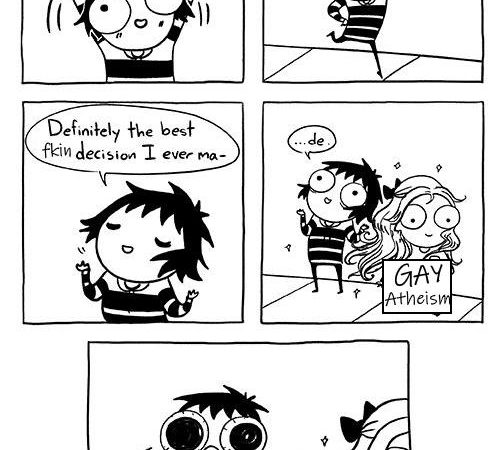 Definitely the best
fkin decision I ever ma-
...de.
GAY
Atheism